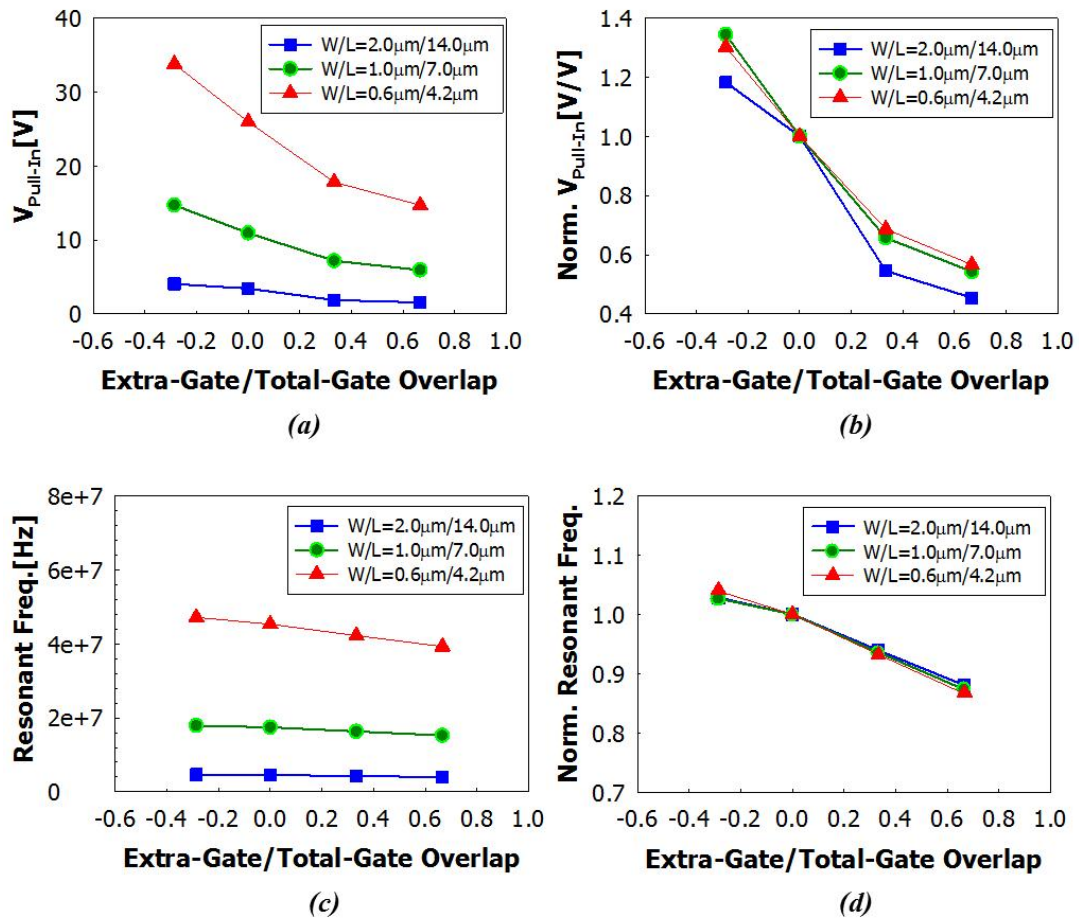 40
30
20
10
0
V_Pull-In[V]
W/L=2.0μm/14.0μm
W/L=1.0μm/7.0μm
W/L=0.6μm/4.2μm
-0.6 -0.4 -0.2 0.0 0.2 0.4 0.6 0.8 1.0
Extra-Gate/Total-Gate Overlap
(a)
1.4
1.2
1.0
0.8
0.6
0.4
Norm. V_Pull-In[V/V]
W/L=2.0μm/14.0μm
W/L=1.0μm/7.0μm
W/L=0.6μm/4.2μm
-0.6 -0.4 -0.2 0.0 0.2 0.4 0.6 0.8 1.0
Extra-Gate/Total-Gate Overlap
(b)
8e+7
6e+7
4e+7
2e+7
0
Resonant Freq.[Hz]
W/L=2.0μm/14.0μm
W/L=1.0μm/7.0μm
W/L=0.6μm/4.2μm
-0.6 -0.4 -0.2 0.0 0.2 0.4 0.6 0.8 1.0
Extra-Gate/Total-Gate Overlap
(c)
1.2
1.1
1.0
0.9
0.8
0.7
Norm. Resonant Freq.
W/L=2.0μm/14.0μm
W/L=1.0μm/7.0μm
W/L=0.6μm/4.2μm
-0.6 -0.4 -0.2 0.0 0.2 0.4 0.6 0.8 1.0
Extra-Gate/Total-Gate Overlap
(d)